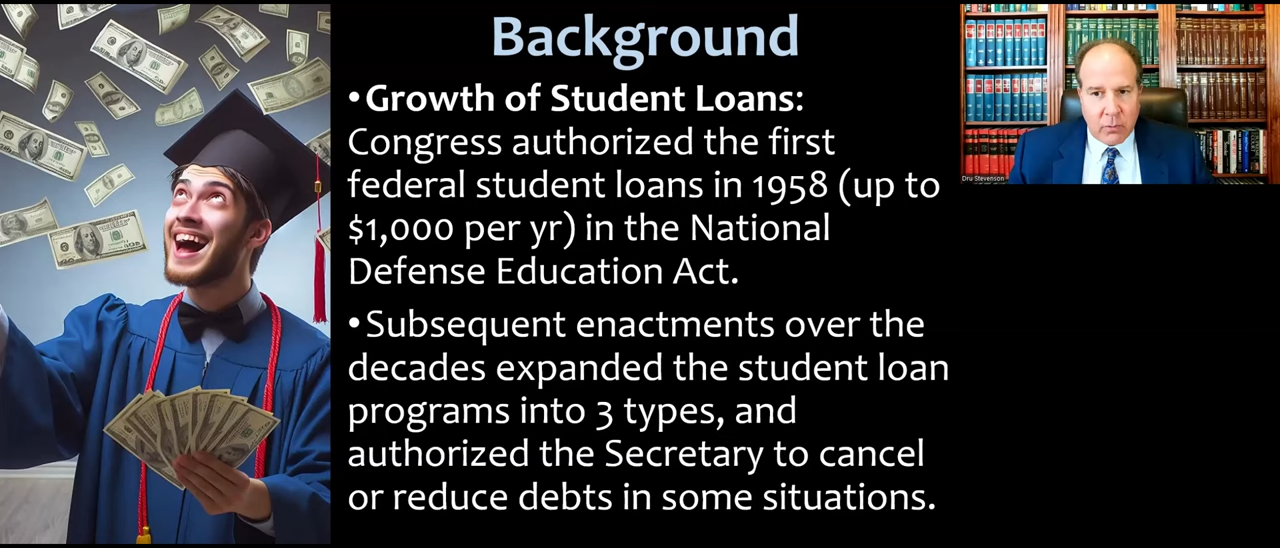 Background
•Growth of Student Loans:
Congress authorized the first
federal student loans in 1958 (up to
$1,000 per yr) in the National
Defense Education Act.
•Subsequent enactments over the
decades expanded the student loan
programs into 3 types, and
authorized the Secretary to cancel
or reduce debts in some situations.
Dru Stevenson